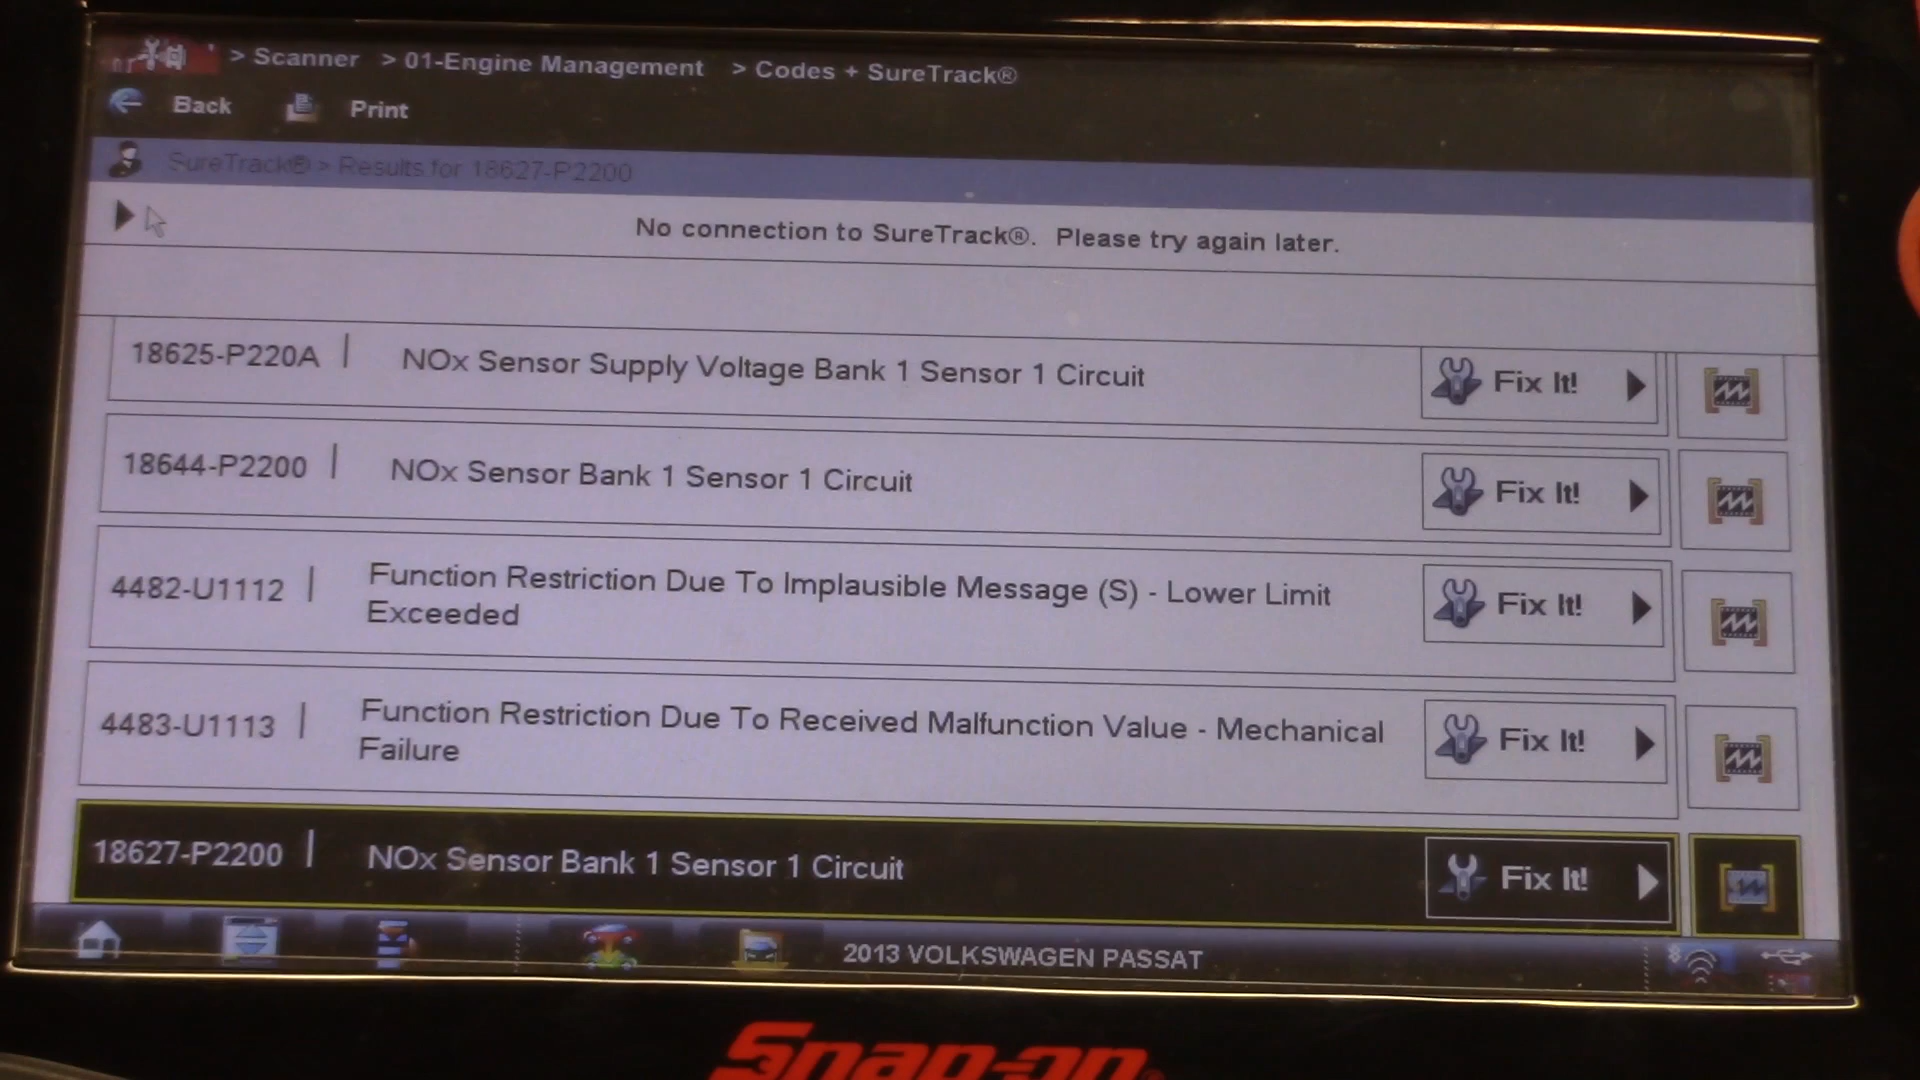 > Scanner > 01-Engine Management > Codes + SureTrack®
Back Print
SureTrack® > Results for 18627-P2200
No connection to SureTrack®. Please try again later.
18625-P220A | NOx Sensor Supply Voltage Bank 1 Sensor 1 Circuit Fix It!
18644-P2200 | NOx Sensor Bank 1 Sensor 1 Circuit Fix It!
4482-U1112 | Function Restriction Due To Implausible Message (S) - Lower Limit
Exceeded Fix It!
4483-U1113 | Function Restriction Due To Received Malfunction Value - Mechanical
Failure Fix It!
18627-P2200 | NOx Sensor Bank 1 Sensor 1 Circuit Fix It!
2013 VOLKSWAGEN PASSAT
Snap-on